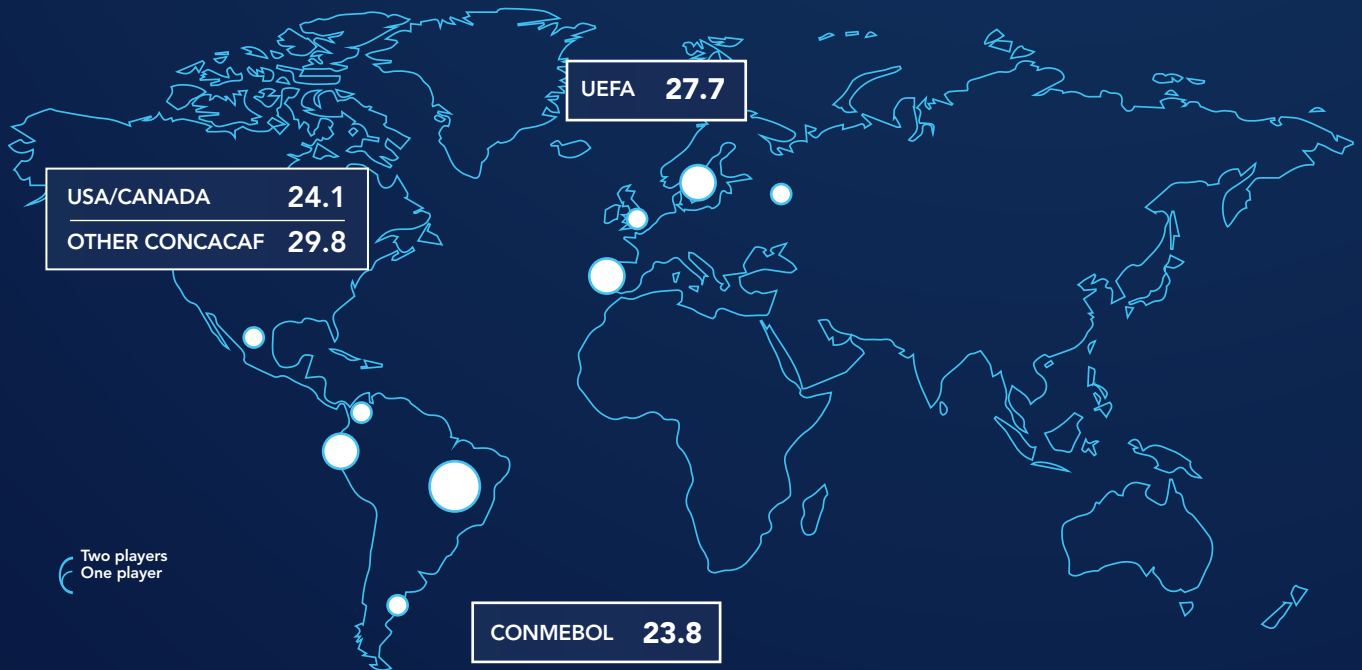 UEFA 27.7
USA/CANADA 24.1
OTHER CONCACAF 29.8
Two players
One player
CONMEBOL 23.8